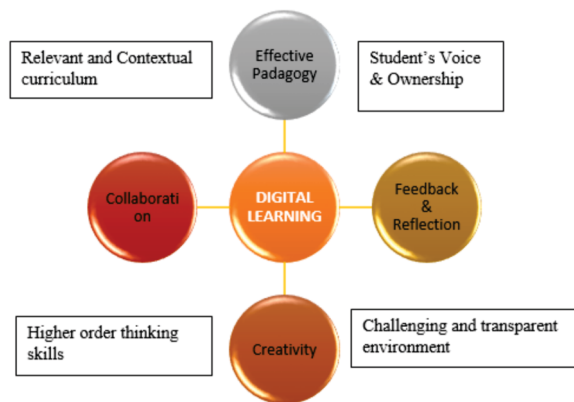 Relevant and Contextual
curriculum
Effective
Padagogy
Student's Voice
& Ownership
Collaborati
on
DIGITAL
LEARNING
Feedback
&
Reflection
Higher order thinking
skills
Creativity
Challenging and transparent
environment